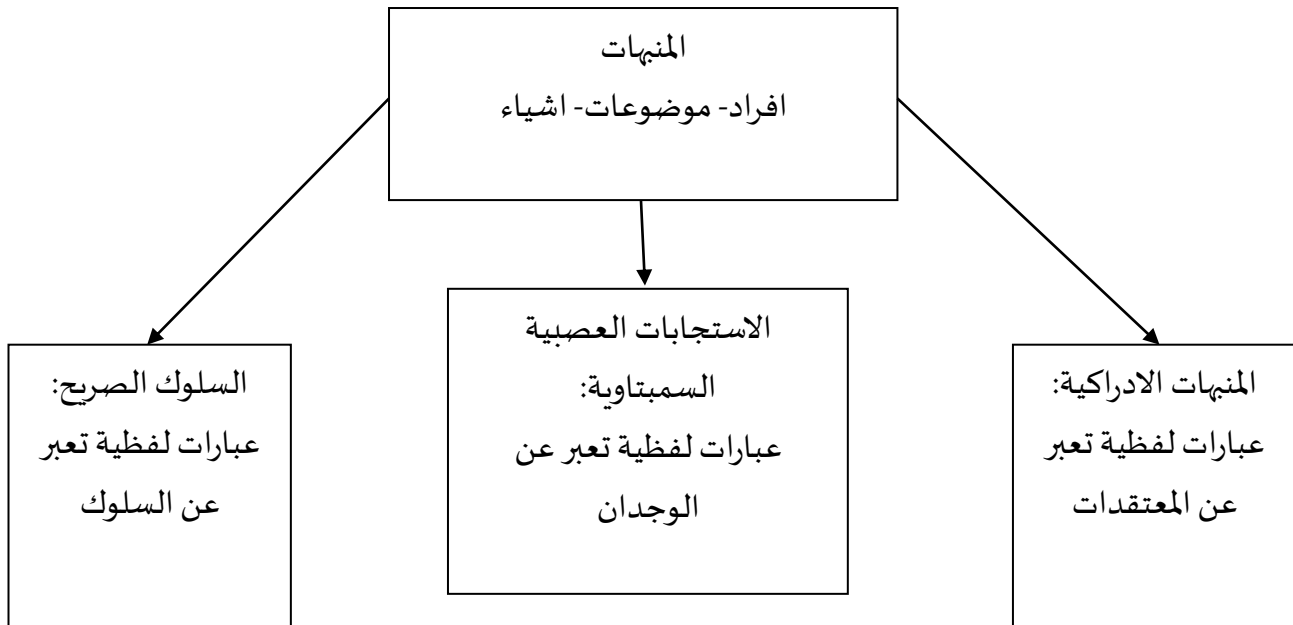 المنبهات
افراد- موضوعات- اشياء
المنبهات الادراكية:
عبارات لفظية تعبر
عن المعتقدات
الاستجابات العصبية
السمبتاوية:
عبارات لفظية تعبر عن
الوجدان
السلوك الصريح:
عبارات لفظية تعبر
عن السلوك